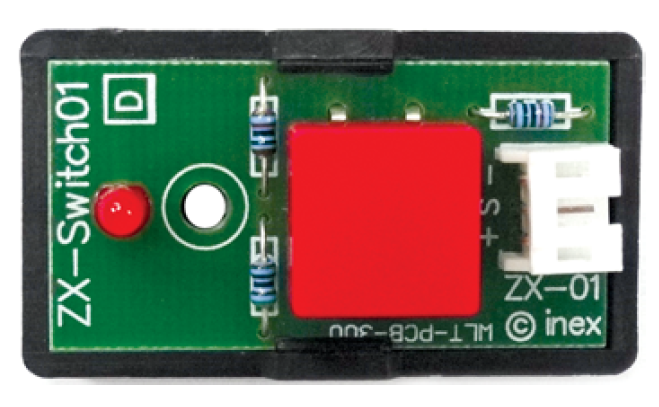 ZX-Switch01
D
- S +
ZX-01
© inex
WLT-PCB-300